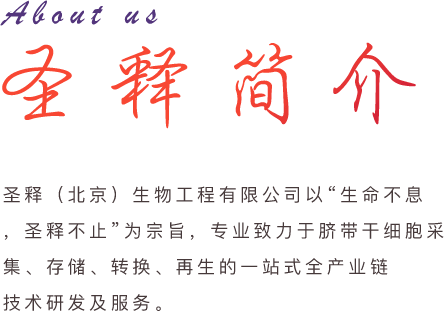 About us
圣释简介
圣释（北京）生物工程有限公司以“生命不息
，圣释不止”为宗旨，专业致力于脐带干细胞采
集、存储、转换、再生的一站式全产业链
技术研发及服务。